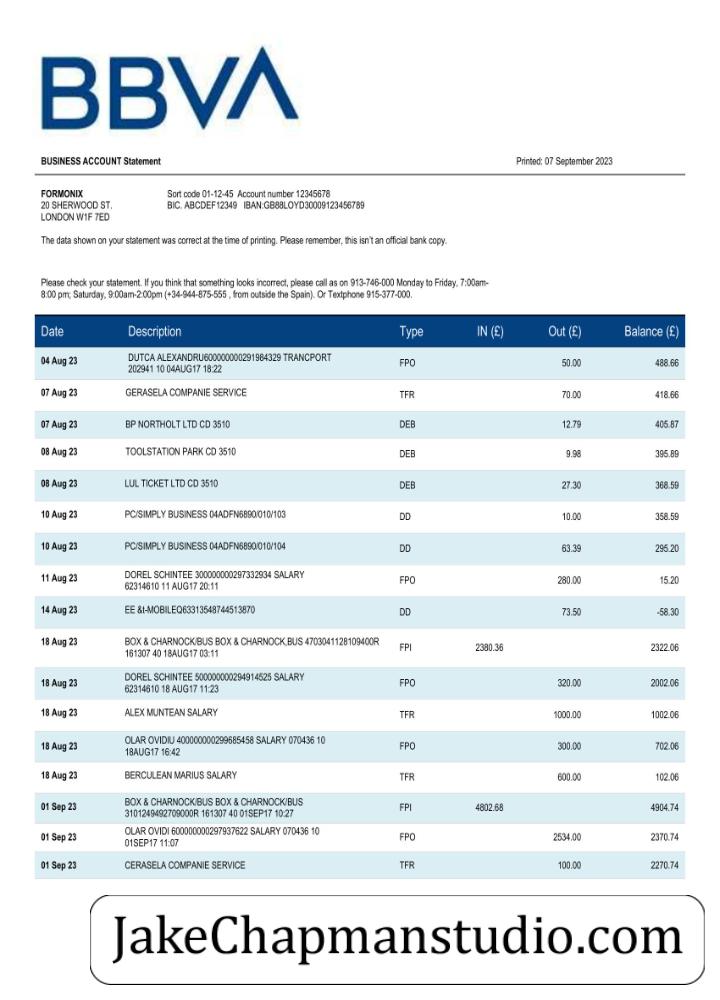 BBVA
BUSINESS ACCOUNT Statement Printed: 07 September 2023
FORMONIX Sort code 01-12-45 Account number 12345678
20 SHERWOOD ST. BIC. ABCDEF12349 IBAN:GB88LOYD30009123456789
LONDON W1F 7ED
The data shown on your statement was correct at the time of printing. Please remember, this isn't an official bank copy.
Please check your statement. If you think that something looks incorrect, please call as on 913-746-000 Monday to Friday, 7:00am-
8:00 pm; Saturday, 9:00am-2:00pm (+34-944-875-555 , from outside the Spain). Or Textphone 915-377-000.
Date Description Type IN (£) Out (£) Balance (£)
04 Aug 23 DUTCA ALEXANDRU600000000291984329 TRANCPORT FPO 50.00 488.66
202941 10 04AUG17 18:22
07 Aug 23 GERASELA COMPANIE SERVICE TFR 70.00 418.66
07 Aug 23 BP NORTHOLT LTD CD 3510 DEB 12.79 405.87
08 Aug 23 TOOLSTATION PARK CD 3510 DEB 9.98 395.89
08 Aug 23 LUL TICKET LTD CD 3510 DEB 27.30 368.59
10 Aug 23 PC/SIMPLY BUSINESS 04ADFN6890/010/103 DD 10.00 358.59
10 Aug 23 PC/SIMPLY BUSINESS 04ADFN6890/010/104 DD 63.39 295.20
11 Aug 23 DOREL SCHINTEE 300000000297332934 SALARY FPO 280.00 15.20
62314610 11 AUG17 20:11
14 Aug 23 EE &t-MOBILEQ63313548744513870 DD 73.50 -58.30
18 Aug 23 BOX & CHARNOCK/BUS BOX & CHARNOCK,BUS 4703041128109400R FPI 2380.36 2322.06
161307 40 18AUG17 03:11
18 Aug 23 DOREL SCHINTEE 500000000294914525 SALARY FPO 320.00 2002.06
62314610 18 AUG17 11:23
18 Aug 23 ALEX MUNTEAN SALARY TFR 1000.00 1002.06
18 Aug 23 OLAR OVIDIU 400000000299685458 SALARY 070436 10 FPO 300.00 702.06
18AUG17 16:42
18 Aug 23 BERCULEAN MARIUS SALARY TFR 600.00 102.06
01 Sep 23 BOX & CHARNOCK/BUS BOX & CHARNOCK/BUS FPI 4802.68 4904.74
3101249492709000R 161307 40 01SEP17 10:27
01 Sep 23 OLAR OVIDI 600000000297937622 SALARY 070436 10 FPO 2534.00 2370.74
01SEP17 11:07
01 Sep 23 CERASELA COMPANIE SERVICE TFR 100.00 2270.74
JakeChapmanstudio.com